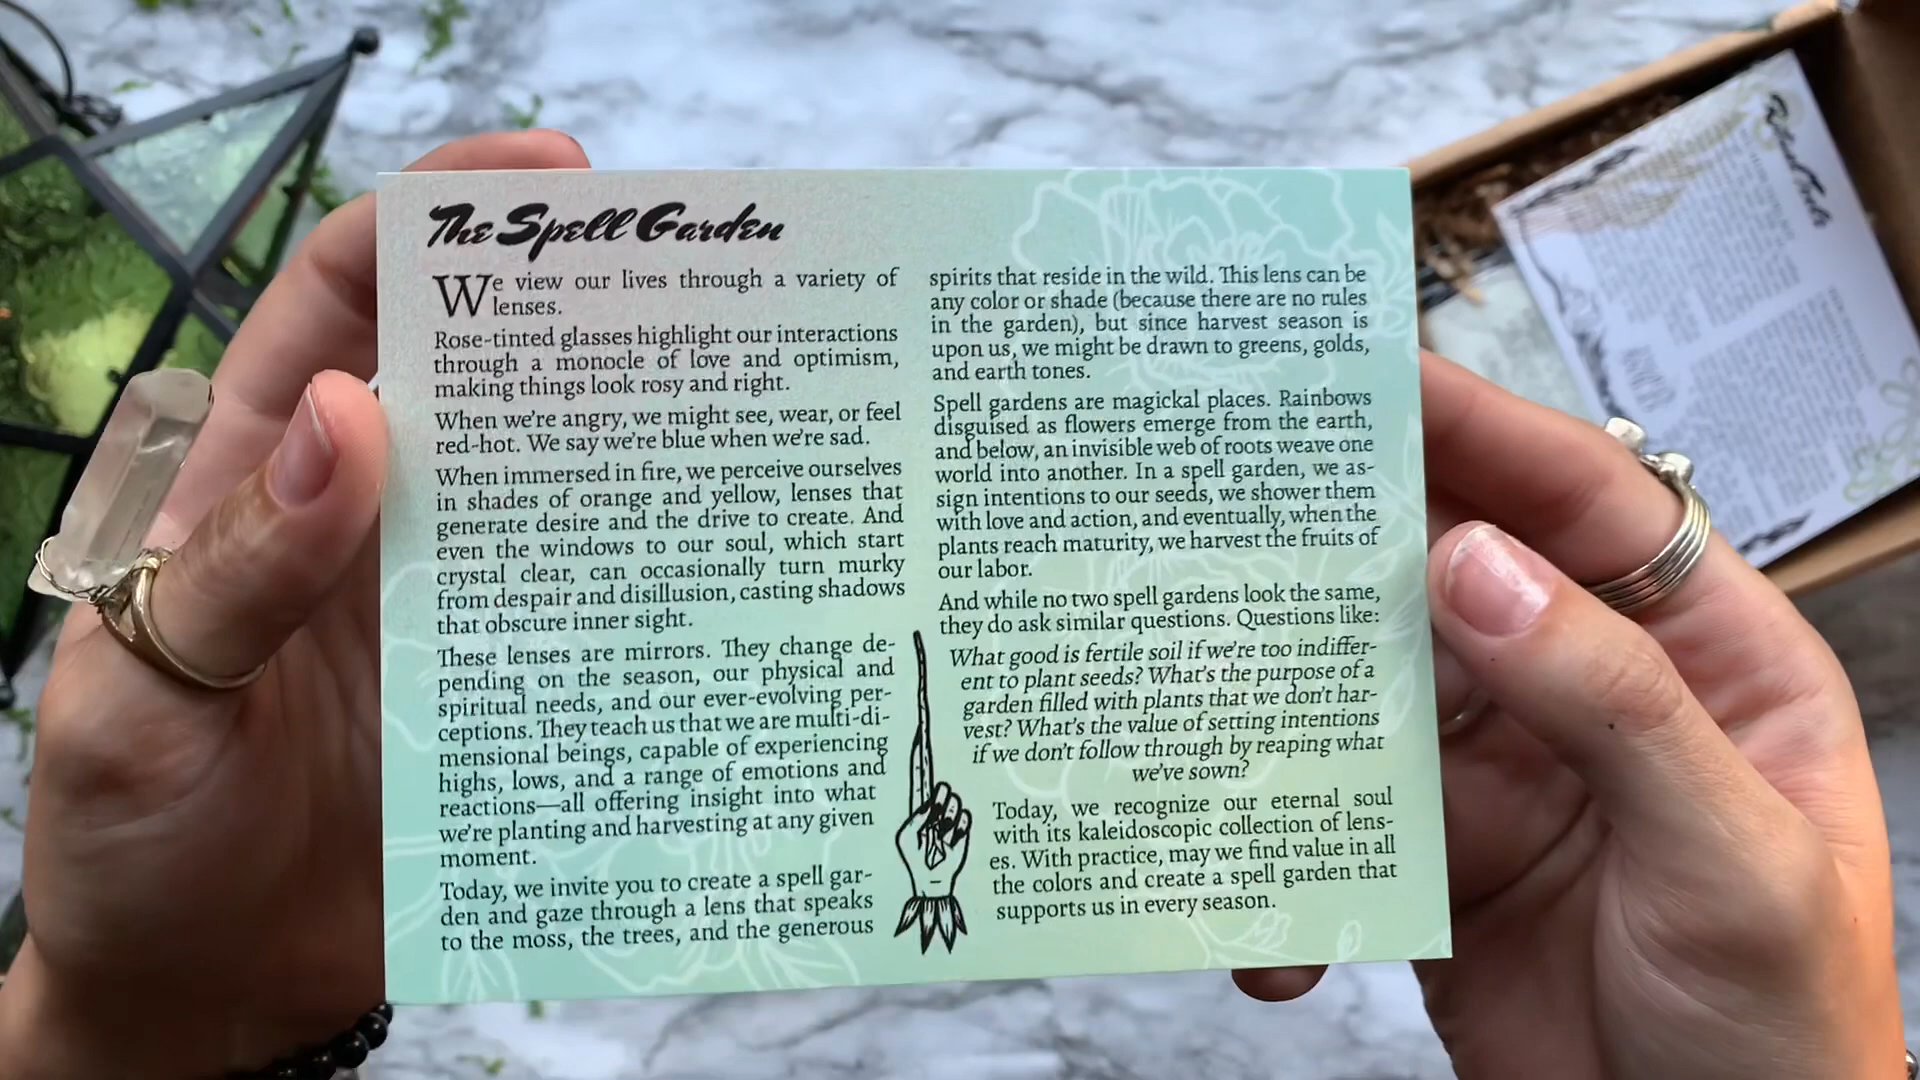 The Spell Garden
We view our lives through a variety of
lenses.
Rose-tinted glasses highlight our interactions
through a monocle of love and optimism,
making things look rosy and right.
When we're angry, we might see, wear, or feel
red-hot. We say we're blue when we're sad.
When immersed in fire, we perceive ourselves
in shades of orange and yellow, lenses that
generate desire and the drive to create. And
even the windows to our soul, which start
crystal clear, can occasionally turn murky
from despair and disillusion, casting shadows
that obscure inner sight.
These lenses are mirrors. They change de-
pending on the season, our physical and
spiritual needs, and our ever-evolving per-
ceptions. They teach us that we are multi-di-
mensional beings, capable of experiencing
highs, lows, and a range of emotions and
reactions—all offering insight into what
we're planting and harvesting at any given
moment.
Today, we invite you to create a spell gar-
den and gaze through a lens that speaks
to the moss, the trees, and the generous
spirits that reside in the wild. This lens can be
any color or shade (because there are no rules
in the garden), but since harvest season is
upon us, we might be drawn to greens, golds,
and earth tones.
Spell gardens are magickal places. Rainbows
disguised as flowers emerge from the earth,
and below, an invisible web of roots weave one
world into another. In a spell garden, we as-
sign intentions to our seeds, we shower them
with love and action, and eventually, when the
plants reach maturity, we harvest the fruits of
our labor.
And while no two spell gardens look the same,
they do ask similar questions. Questions like:
What good is fertile soil if we're too indiffer-
ent to plant seeds? What's the purpose of a
garden filled with plants that we don't har-
vest? What's the value of setting intentions
if we don't follow through by reaping what
we've sown?
Today, we recognize our eternal soul
with its kaleidoscopic collection of lens-
es. With practice, may we find value in all
the colors and create a spell garden that
supports us in every season.